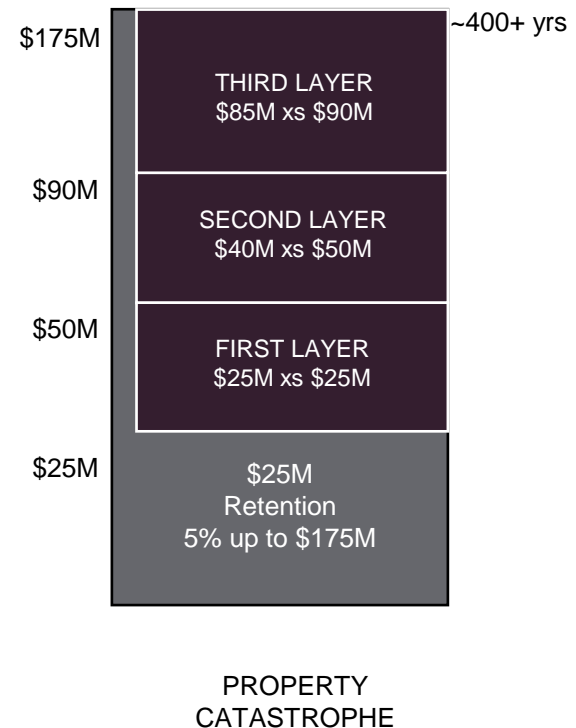 $175M
~400+ yrs
THIRD LAYER
$85M xs $90M
$90M
SECOND LAYER
$40M xs $50M
$50M
FIRST LAYER
$25M xs $25M
$25M
$25M
Retention
5% up to $175M
PROPERTY
CATASTROPHE